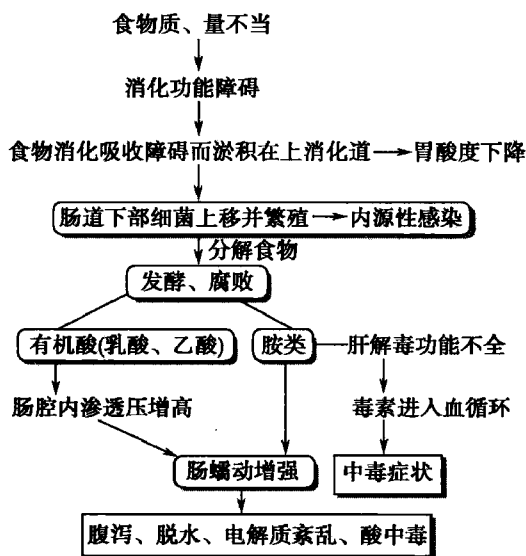 食物质、量不当
消化功能障碍
食物消化吸收障碍而淤积在上消化道→胃酸度下降
肠道下部细菌上移并繁殖→内源性感染
分解食物
发酵、腐败
有机酸(乳酸、乙酸) 胺类 肝解毒功能不全
肠腔内渗透压增高 毒素进入血循环
肠蠕动增强 中毒症状
腹泻、脱水、电解质紊乱、酸中毒